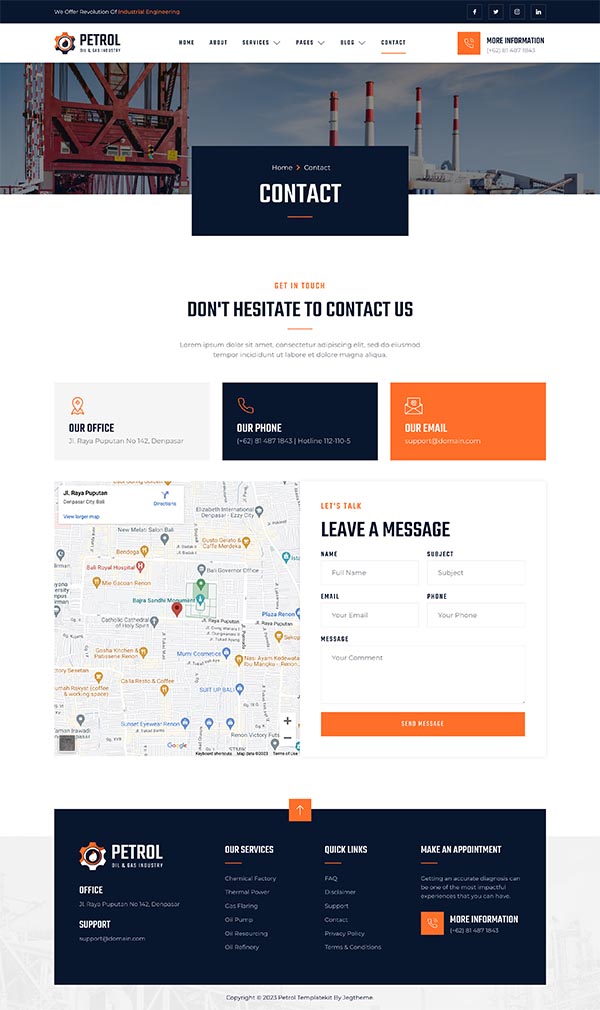 We Offer Revolution Of Industrial Engineering
PETROL
OIL & GAS INDUSTRY
HOME ABOUT SERVICES PAGES BLOG CONTACT
MORE INFORMATION
(+62) 81 487 1843
Home > Contact
CONTACT
GET IN TOUCH
DON'T HESITATE TO CONTACT US
Lorem ipsum dolor sit amet, consectetur adipiscing elit, sed do eiusmod
tempor incididunt ut labore et dolore magna aliqua.
OUR OFFICE
Jl. Raya Puputan No 142, Denpasar
OUR PHONE
(+62) 81 487 1843 | Hotline 112-110-5
OUR EMAIL
support@domain.com
Jl. Raya Puputan
Denpasar City Bali
Directions
View larger map
Elizabeth International
Denpasar - Ezzy City
New Melati Salon Bali
Gusto Gelato &
Caffe Merdeka
Bendega
Bali Royal Hospital
Bali Governor Office
Mie Gacoan Renon
Bajra Sandhi Monument
Plaza Renon
Catholic Cathedral
of Holy Spirit
Gosha Kitchen &
Patisserie Renon
Mumi Cosmetics
Nasi Ayam Kedewatan
Ibu Mangku - Renon
Calla Risto & Coffee
SUIT UP BALI
(coffee
& working space)
Sunset Eyewear Renon
Renon Victory Futs
Google
STMIK
Keyboard shortcuts Map data ©2023 Terms of Use
LET'S TALK
LEAVE A MESSAGE
NAME
Full Name
SUBJECT
Subject
EMAIL
Your Email
PHONE
Your Phone
MESSAGE
Your Comment
SEND MESSAGE
PETROL
OIL & GAS INDUSTRY
OFFICE
Jl. Raya Puputan No 142, Denpasar
SUPPORT
support@domain.com
OUR SERVICES
Chemical Factory
Thermal Power
Gas Flaring
Oil Pump
Oil Resourcing
Oil Refinory
QUICK LINKS
FAQ
Disclaimer
Support
Contact
Privacy Policy
Terms & Conditions
MAKE AN APPOINTMENT
Getting an accurate diagnosis can
be one of the most impactful
experiences that you can have.
MORE INFORMATION
(+62) 81 487 1843
Copyright © 2023 Petrol Templatekit By Jegtheme.